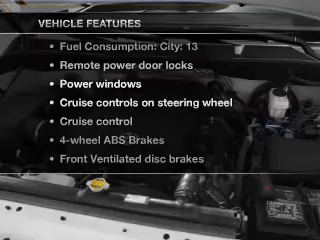 VEHICLE FEATURES
• Fuel Consumption: City: 13
• Remote power door locks
• Power windows
• Cruise controls on steering wheel
• Cruise control
• 4-wheel ABS Brakes
• Front Ventilated disc brakes